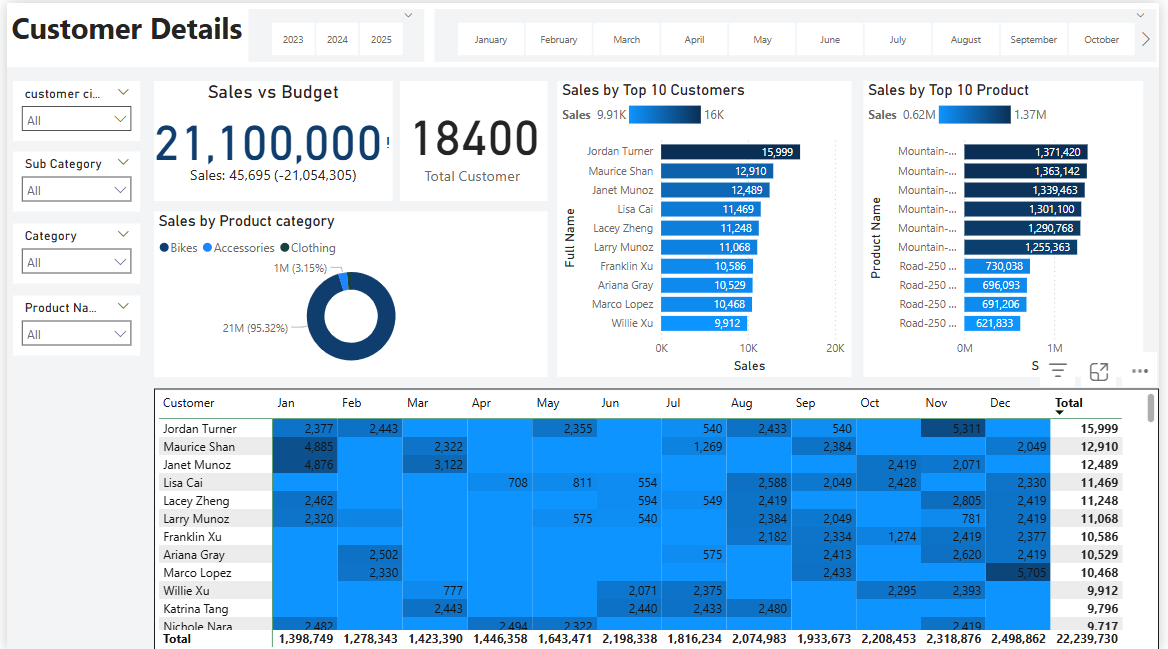 Customer Details
2023 2024 2025
January February March April May June July August September October
customer ci...
All
Sub Category
All
Category
All
Product Na...
All
Sales vs Budget
21,100,000!
Sales: 45,695 (-21,054,305)
18400
Total Customer
Sales by Product category
Bikes Accessories Clothing
1M (3.15%)
21M (95.32%)
Sales by Top 10 Customers
Sales 9.91K 16K
Full Name
Jordan Turner 15,999
Maurice Shan 12,910
Janet Munoz 12,489
Lisa Cai 11,469
Lacey Zheng 11,248
Larry Munoz 11,068
Franklin Xu 10,586
Ariana Gray 10,529
Marco Lopez 10,468
Willie Xu 9,912
0K 10K 20K
Sales
Sales by Top 10 Product
Sales 0.62M 1.37M
Product Name
Mountain-... 1,371,420
Mountain-... 1,363,142
Mountain-... 1,339,463
Mountain-... 1,301,100
Mountain-... 1,290,768
Mountain-... 1,255,363
Road-250 ... 730,038
Road-250 ... 696,093
Road-250 ... 691,206
Road-250 ... 621,833
0M 1M
S
Customer Jan Feb Mar Apr May Jun Jul Aug Sep Oct Nov Dec Total
Jordan Turner 2,377 2,443 2,355 540 2,433 540 5,311 15,999
Maurice Shan 4,885 2,322 1,269 2,384 2,049 12,910
Janet Munoz 4,876 3,122 2,419 2,071 12,489
Lisa Cai 708 811 554 2,588 2,049 2,428 2,330 11,469
Lacey Zheng 2,462 594 549 2,419 2,805 2,419 11,248
Larry Munoz 2,320 575 540 2,384 2,049 781 2,419 11,068
Franklin Xu 2,182 2,334 1,274 2,419 2,377 10,586
Ariana Gray 2,502 575 2,413 2,620 2,419 10,529
Marco Lopez 2,330 2,433 5,705 10,468
Willie Xu 777 2,071 2,375 2,295 2,393 9,912
Katrina Tang 2,443 2,440 2,433 2,480 9,796
Nichole Nara 2,482 2,494 2,322 2,419 9,717
Total 1,398,749 1,278,343 1,423,390 1,446,358 1,643,471 2,198,338 1,816,234 2,074,983 1,933,673 2,208,453 2,318,876 2,498,862 22,239,730